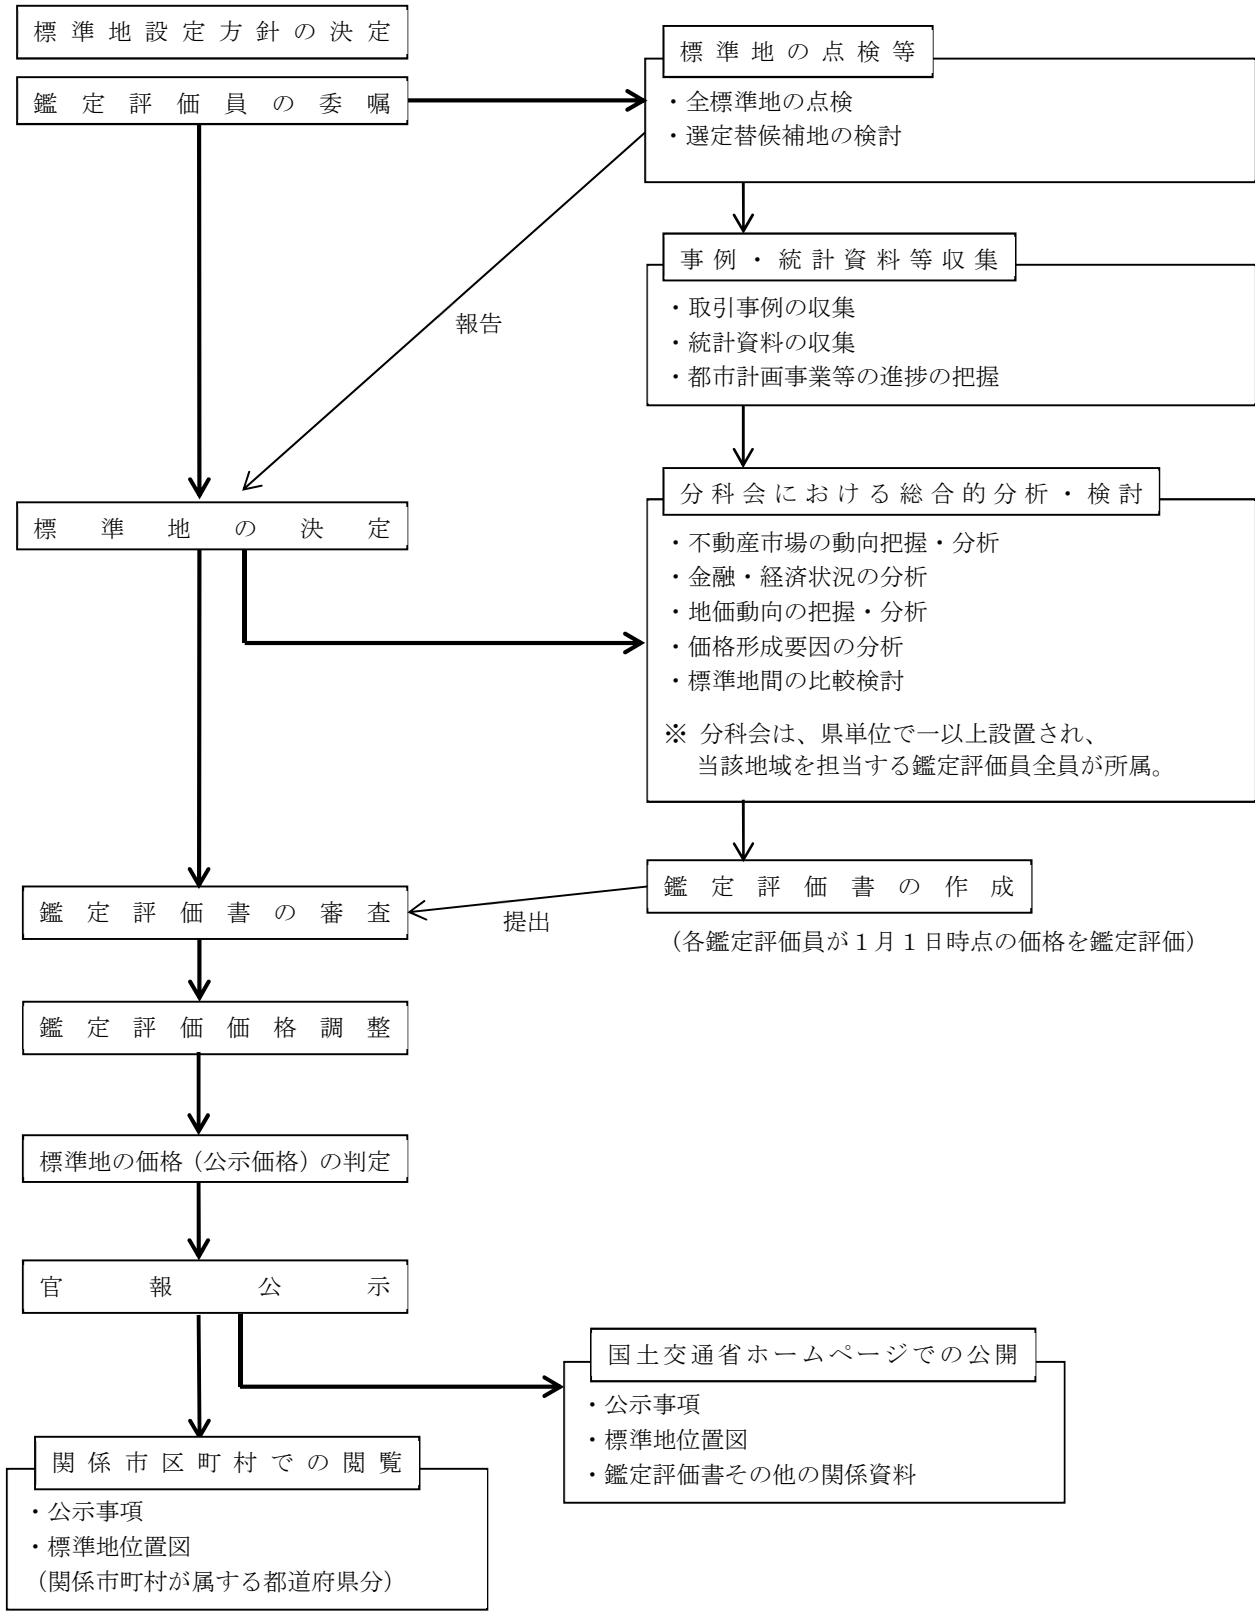 標準地設定方針の決定
鑑定評価員の委嘱
標準地の点検等
・全標準地の点検
・選定替候補地の検討
事例・統計資料等収集
・取引事例の収集
・統計資料の収集
・都市計画事業等の進捗の把握
報告
標準地の決定
分科会における総合的分析・検討
・不動産市場の動向把握・分析
・金融・経済状況の分析
・地価動向の把握・分析
・価格形成要因の分析
・標準地間の比較検討
※ 分科会は、県単位で一以上設置され、
当該地域を担当する鑑定評価員全員が所属。
鑑定評価書の作成
(各鑑定評価員が1月1日時点の価格を鑑定評価)
提出
鑑定評価書の審査
鑑定評価価格調整
標準地の価格(公示価格)の判定
官報公示
国土交通省ホームページでの公開
・公示事項
・標準地位置図
・鑑定評価書その他の関係資料
関係市区町村での閲覧
・公示事項
・標準地位置図
(関係市町村が属する都道府県分)